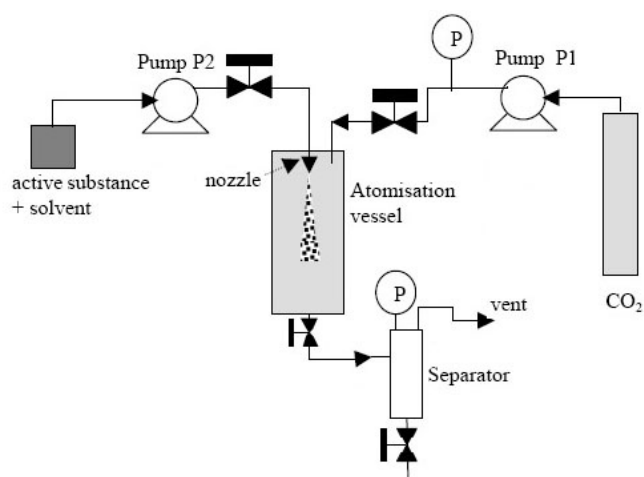 P
Pump P2
Pump P1
nozzle
Atomisation
vessel
active substance
+ solvent
P
vent
CO₂
Separator